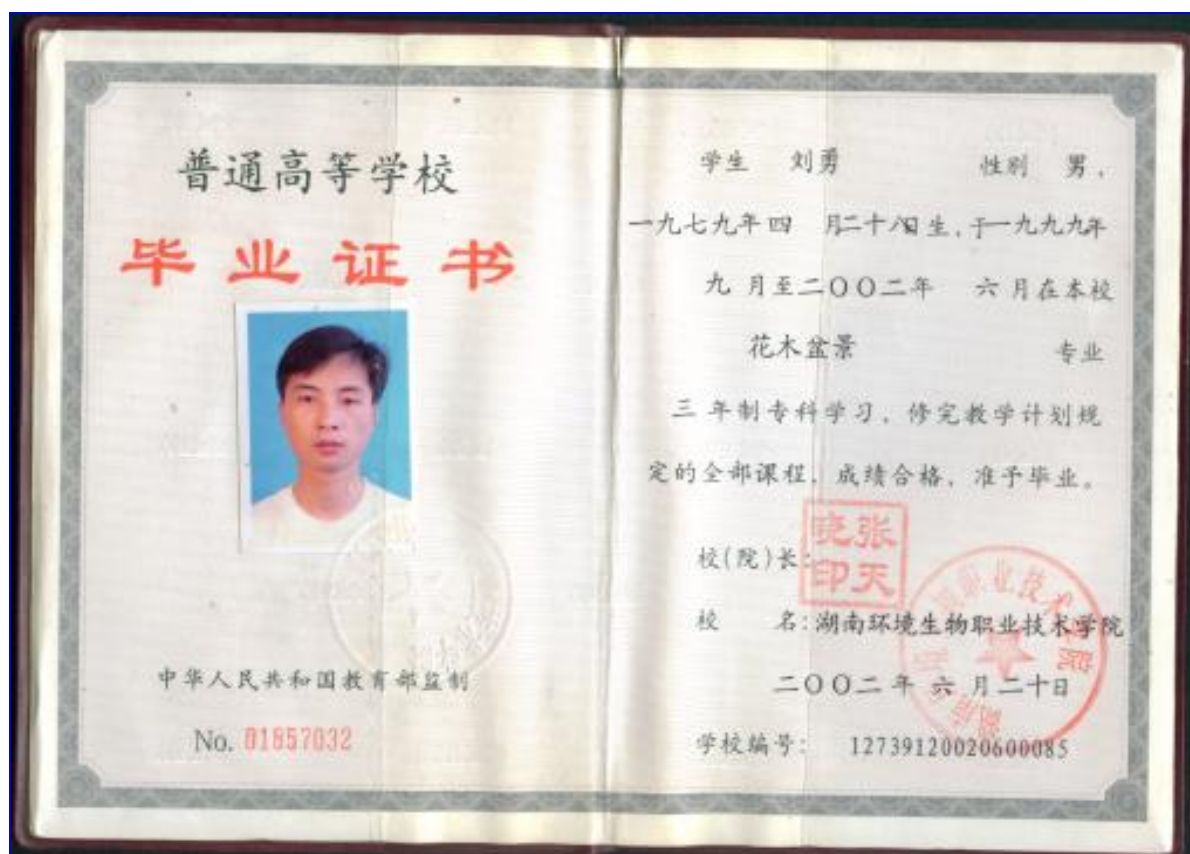 普通高等学校
毕业证书
中华人民共和国教育部监制
No. 01857032
学生 刘勇 性别 男,
一九七九年四 月二十八日生,于一九九九年
九 月至二〇〇二年 六 月在本校
花木盆景 专业
三 年制专科学习,修完教学计划规
定的全部课程,成绩合格,准予毕业。
校(院)长:
张天晓印
校 名:湖南环境生物职业技术学院
二〇〇二年 六 月二十日
学校编号: 12739120020600085